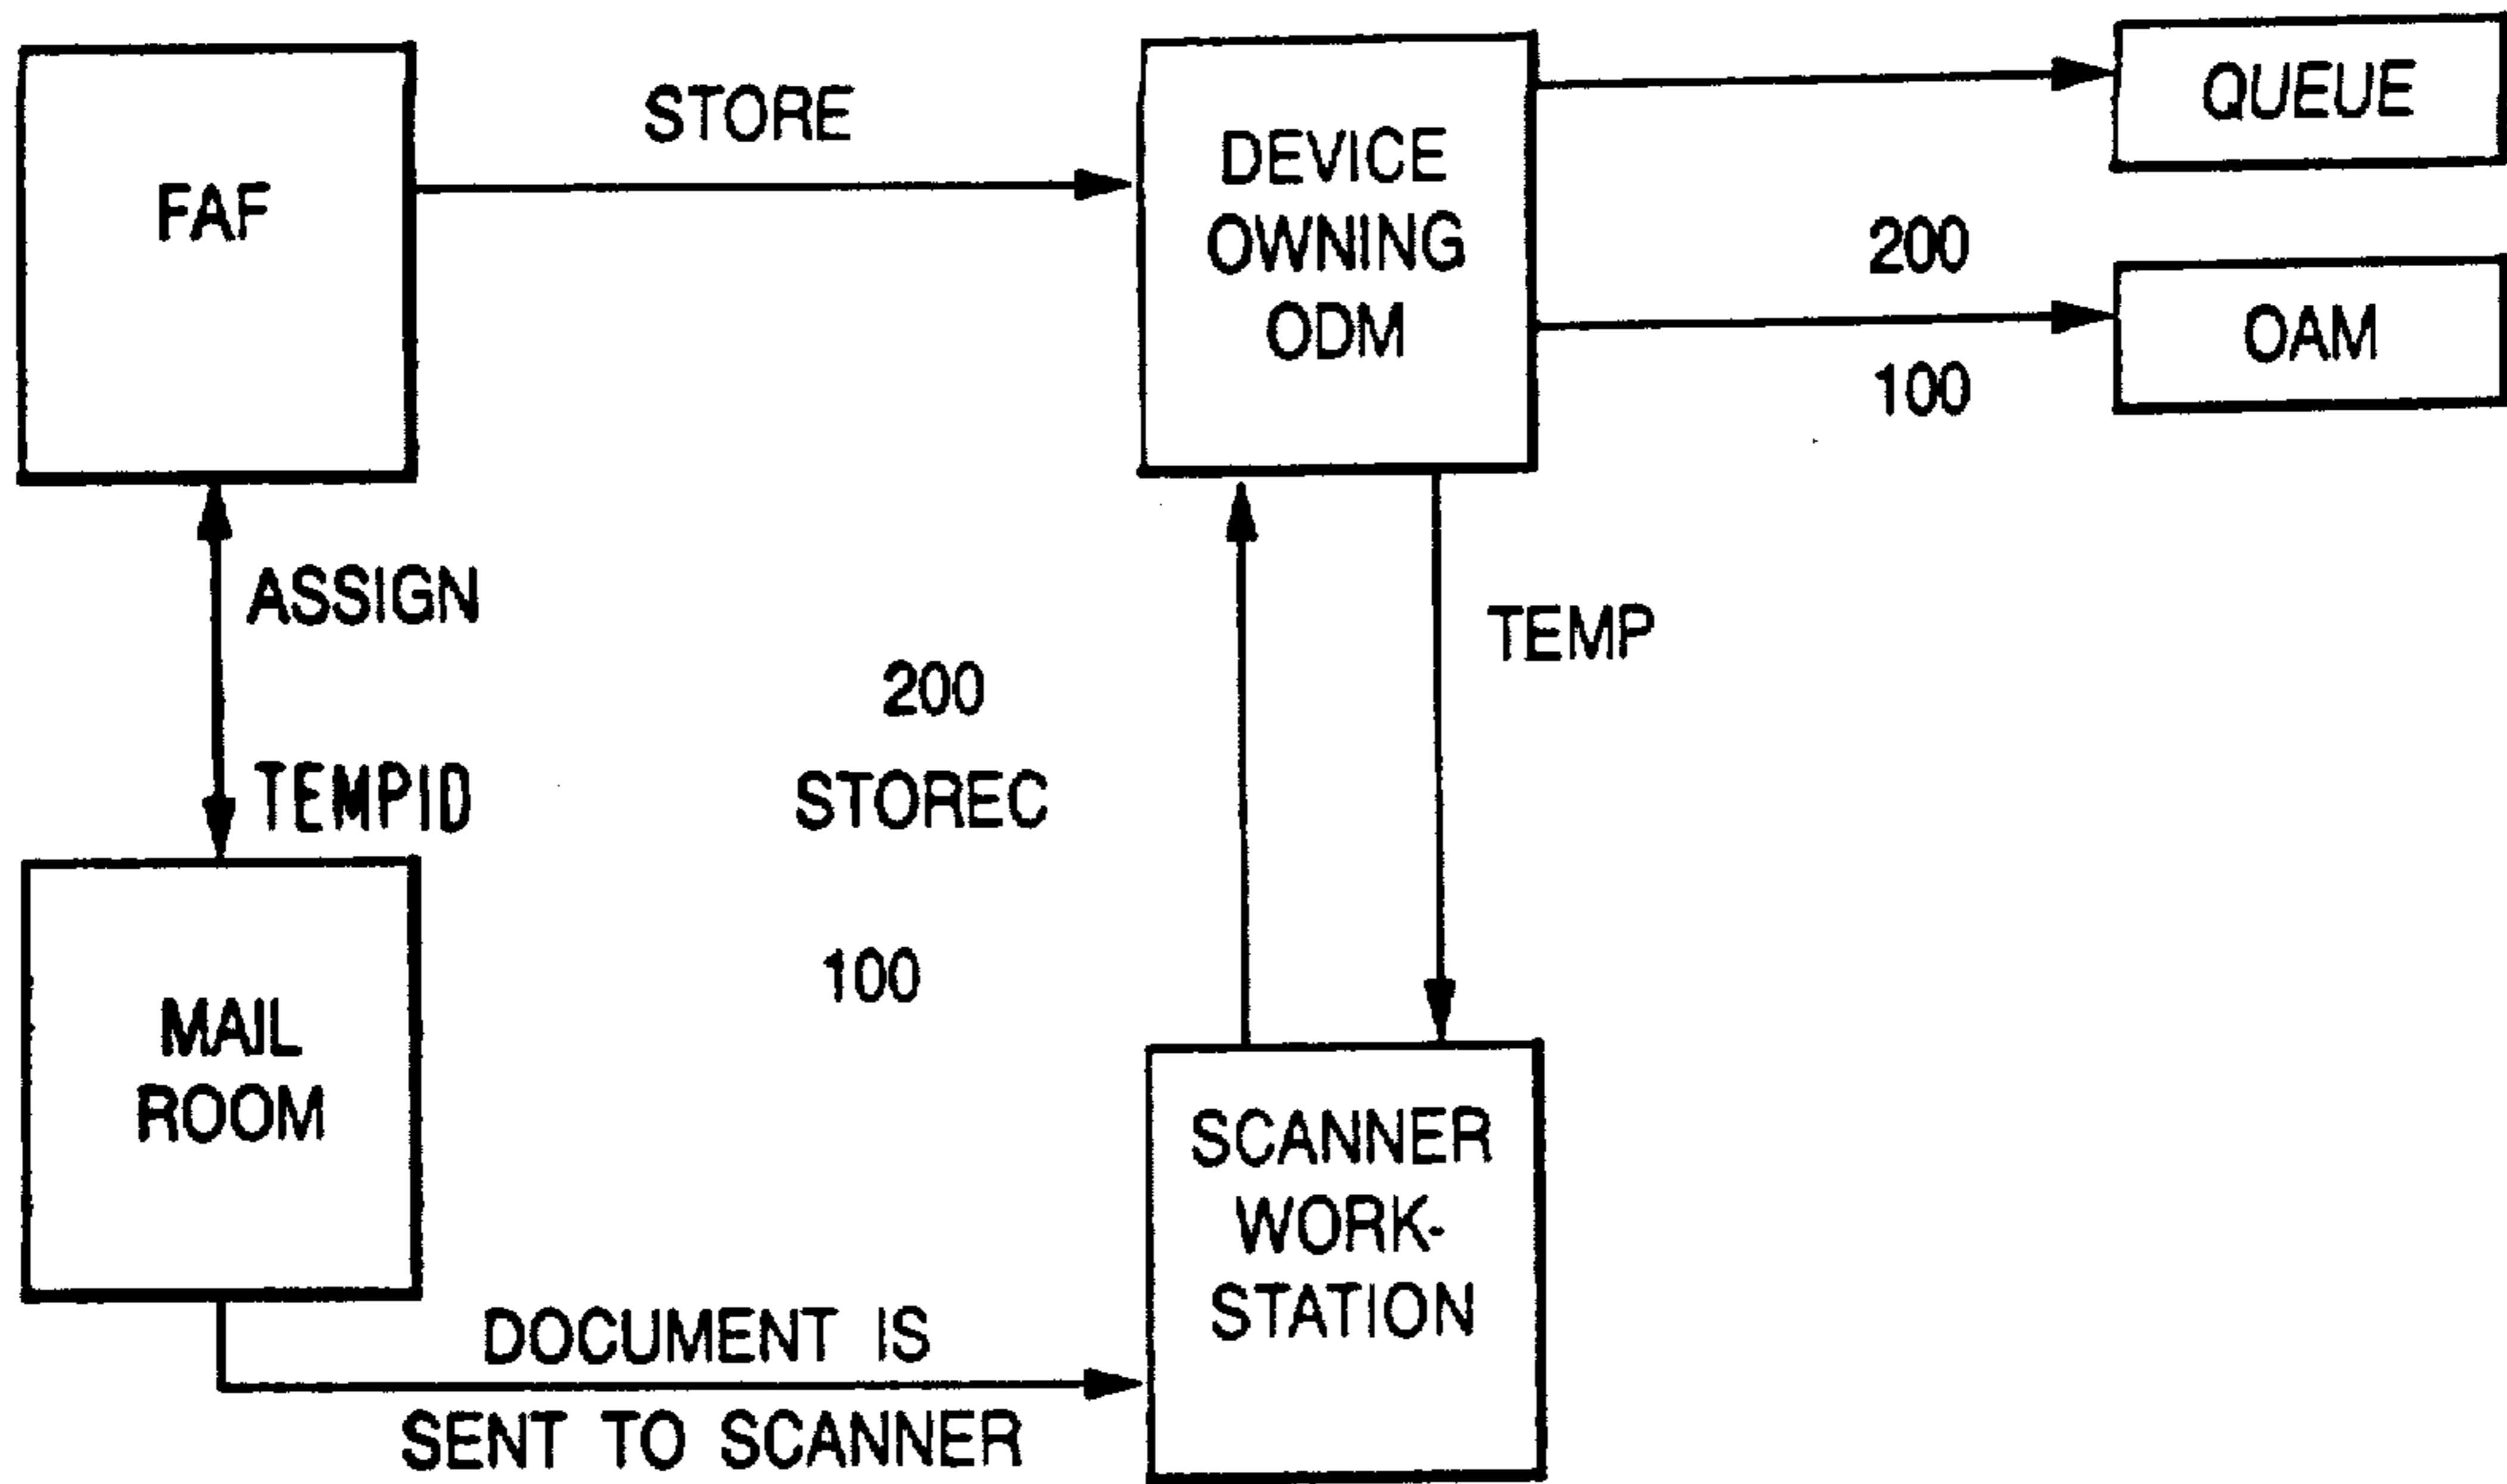 FAF
STORE
DEVICE
OWNING
ODM
QUEUE
200
OAM
100
ASSIGN
TEMPID
200
STOREC
100
TEMP
MAIL
ROOM
SCANNER
WORK-
STATION
DOCUMENT IS
SENT TO SCANNER